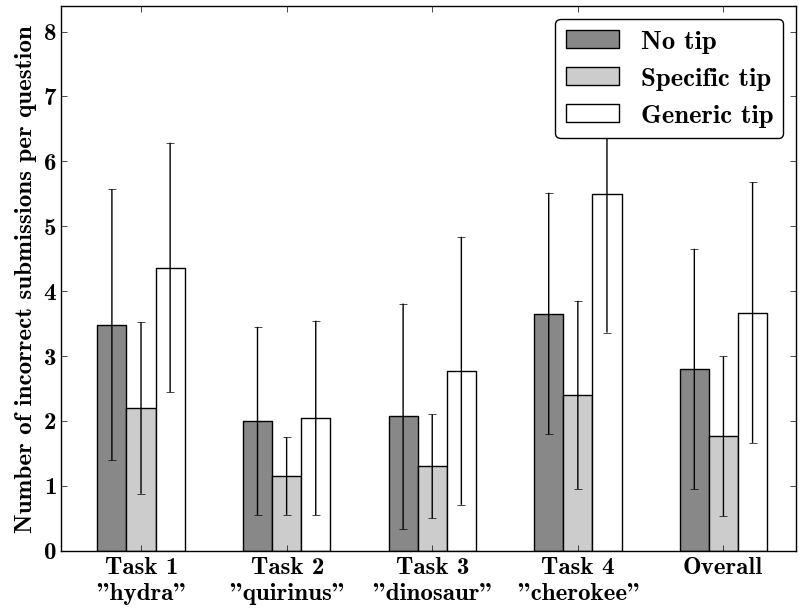 Number of incorrect submissions per question
8
7
6
5
4
3
2
1
0
No tip
Specific tip
Generic tip
Task 1
"hydra"
Task 2
"quirinus"
Task 3
"dinosaur"
Task 4
"cherokee"
Overall